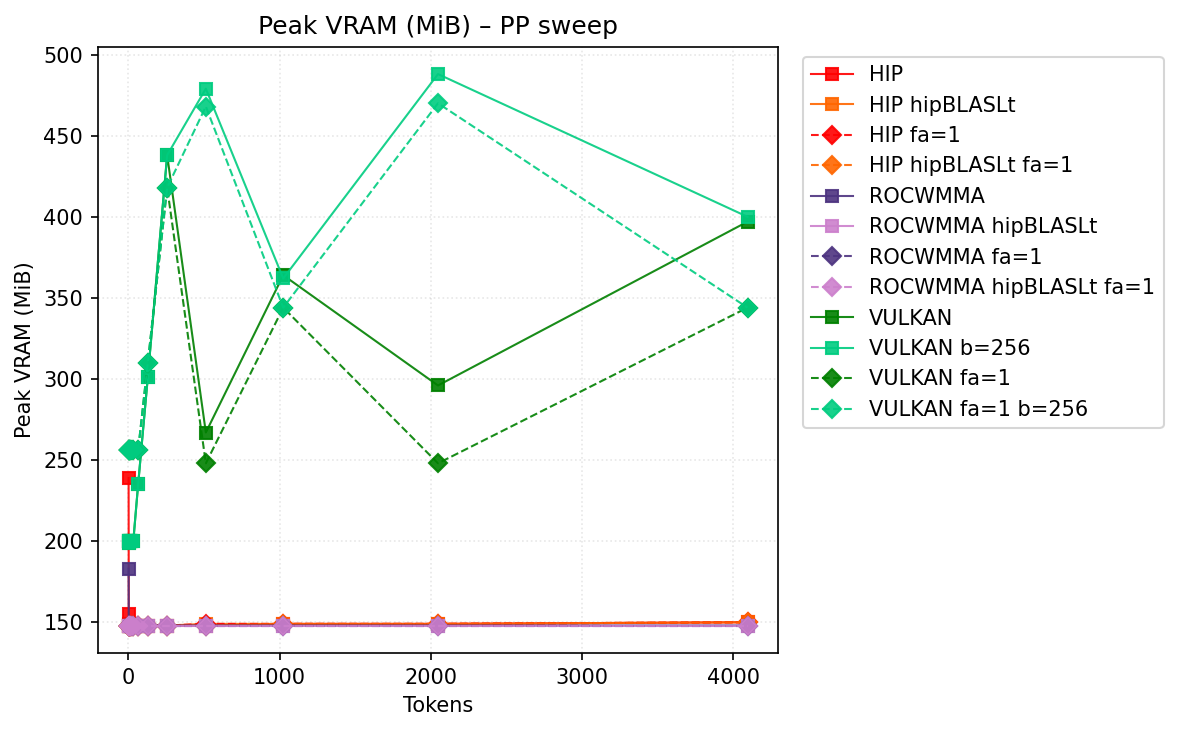 Peak VRAM (MiB) – PP sweep
500
450
400
350
300
250
200
150
Peak VRAM (MiB)
0
1000
2000
3000
4000
Tokens
HIP
HIP hipBLASLt
HIP fa=1
HIP hipBLASLt fa=1
ROCWMMA
ROCWMMA hipBLASLt
ROCWMMA fa=1
ROCWMMA hipBLASLt fa=1
VULKAN
VULKAN b=256
VULKAN fa=1
VULKAN fa=1 b=256